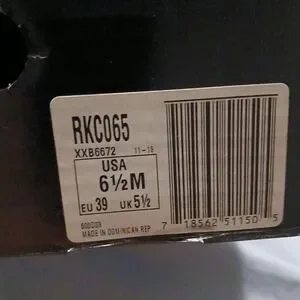 RKC065
XXB6672 11-18
USA
6½M
EU 39 UK 5½
MADE IN DOMINICAN REP
7 18562 51150 5